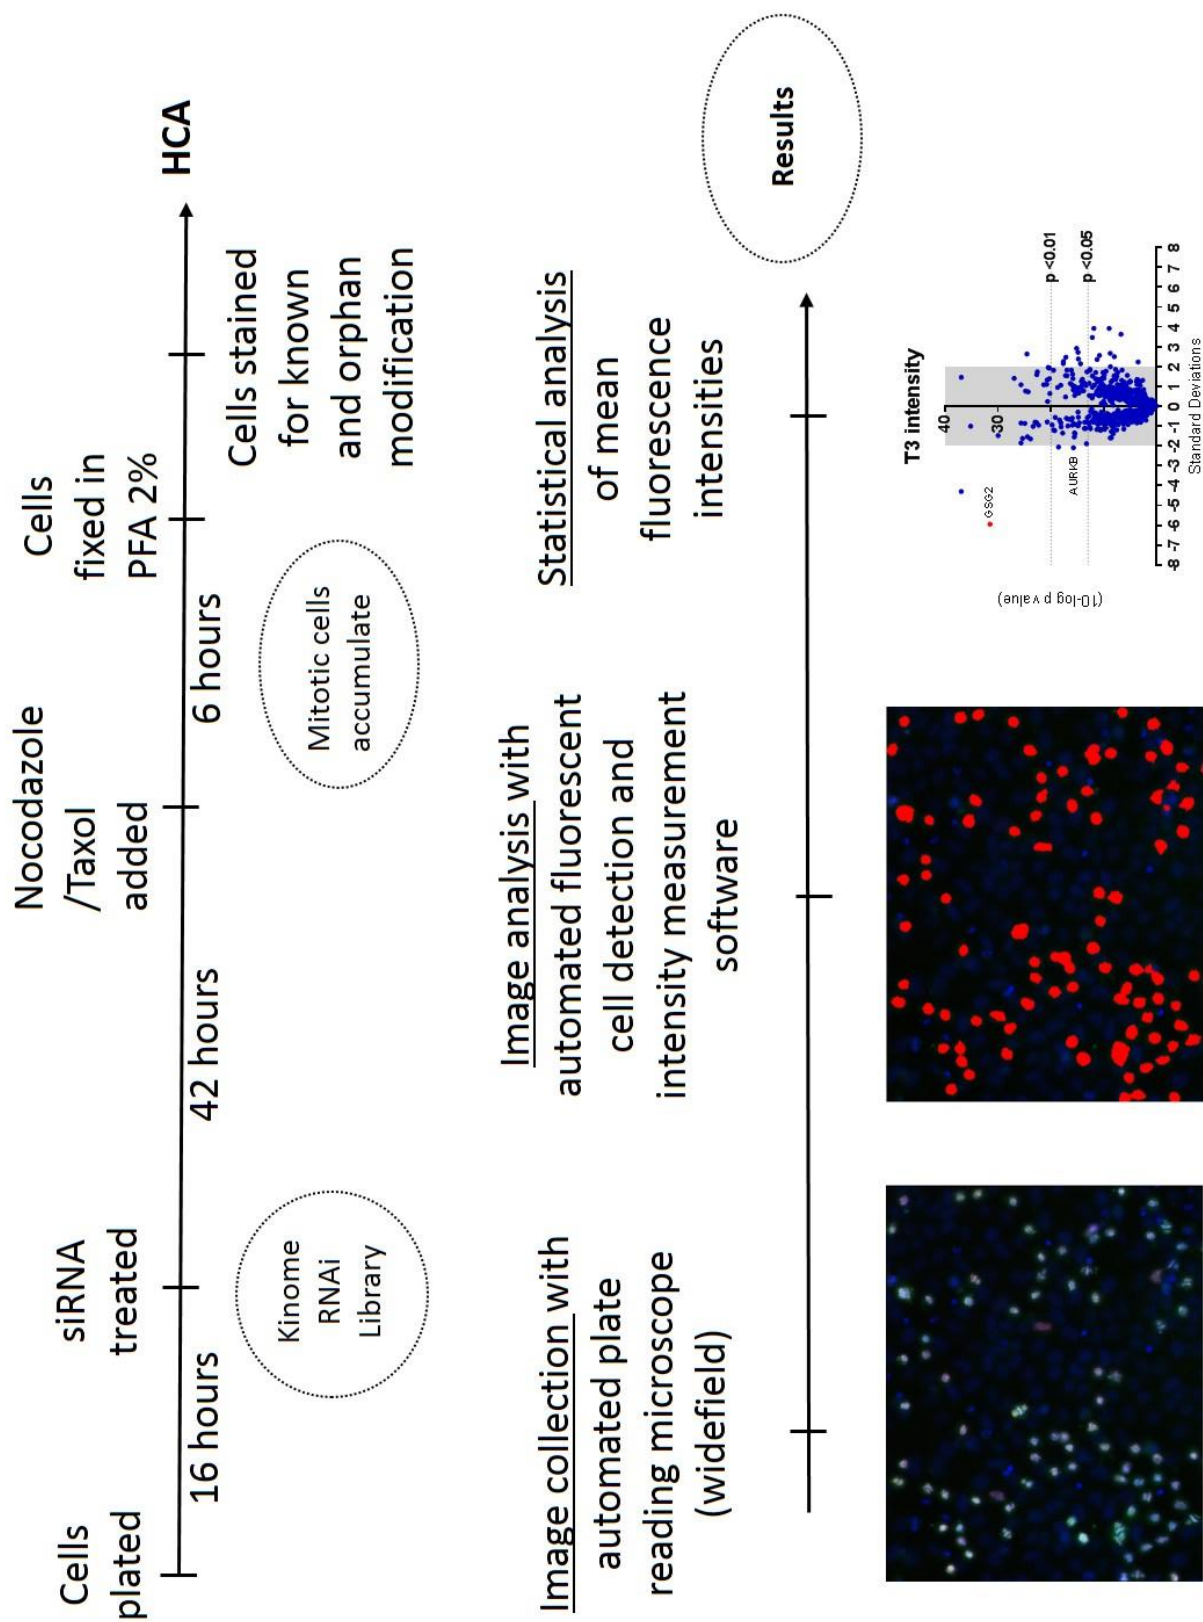 Cells
plated
16 hours
siRNA
treated
Kinome
RNAi
Library
42 hours
Nocodazole
/Taxol
added
6 hours
Mitotic cells
accumulate
Cells
fixed in
PFA 2%
Cells stained
for known
and orphan
modification
HCA
Image collection with
automated plate
reading microscope
(widefield)
Image analysis with
automated fluorescent
cell detection and
intensity measurement
software
Statistical analysis
of mean
fluorescence
intensities
Results
T3 intensity
(10-log p value)
40
30
GSG2
AURKB
p <0.01
p <0.05
-8 -7 -6 -5 -4 -3 -2 -1 0 1 2 3 4 5 6 7 8
Standard Deviations